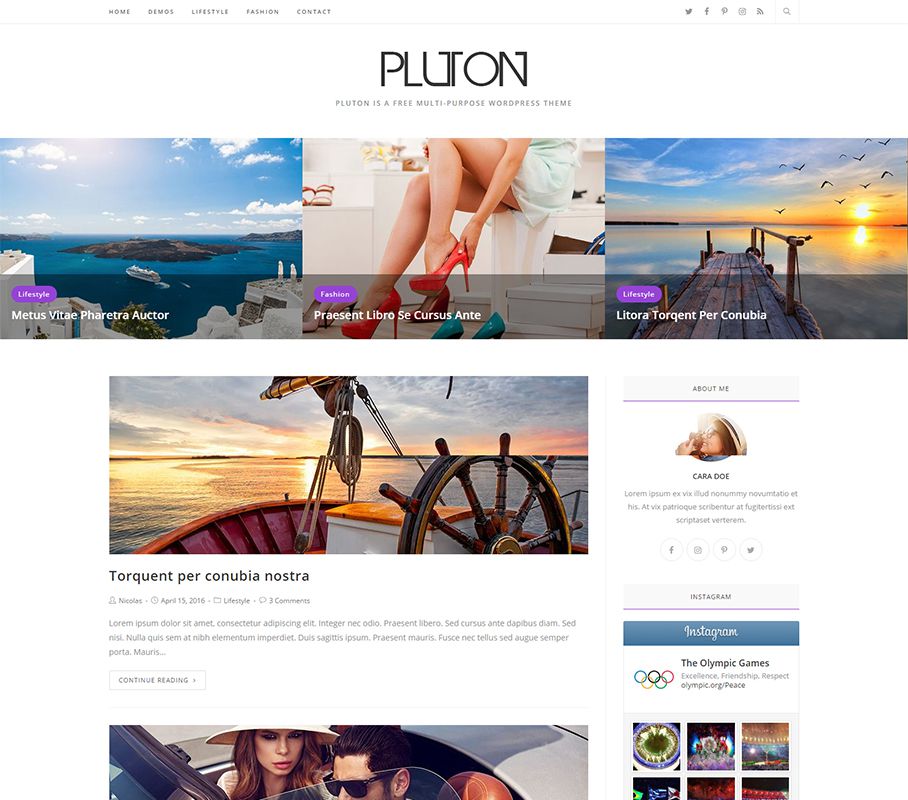 HOME DEMOS LIFESTYLE FASHION CONTACT
PLUTON
PLUTON IS A FREE MULTI-PURPOSE WORDPRESS THEME
Lifestyle
Metus Vitae Pharetra Auctor
Fashion
Praesent Libro Se Cursus Ante
Lifestyle
Litora Torqent Per Conubia
Torquent per conubia nostra
Nicolas - April 15, 2016 - Lifestyle - 3 Comments
Lorem ipsum dolor sit amet, consectetur adipiscing elit. Integer nec odio. Praesent libero. Sed cursus ante dapibus diam. Sed
nisi. Nulla quis sem at nibh elementum imperdiet. Duis sagittis ipsum. Praesent mauris. Fusce nec tellus sed augue semper
porta. Mauris...
CONTINUE READING >
ABOUT ME
CARA DOE
Lorem ipsum ex vix illud nonummy novumtatio et
his. At vix patrioque scribentur at fugitertissi ext
scriptaset verterem.
INSTAGRAM
Instagram
The Olympic Games
Excellence, Friendship, Respect
olympic.org/Peace